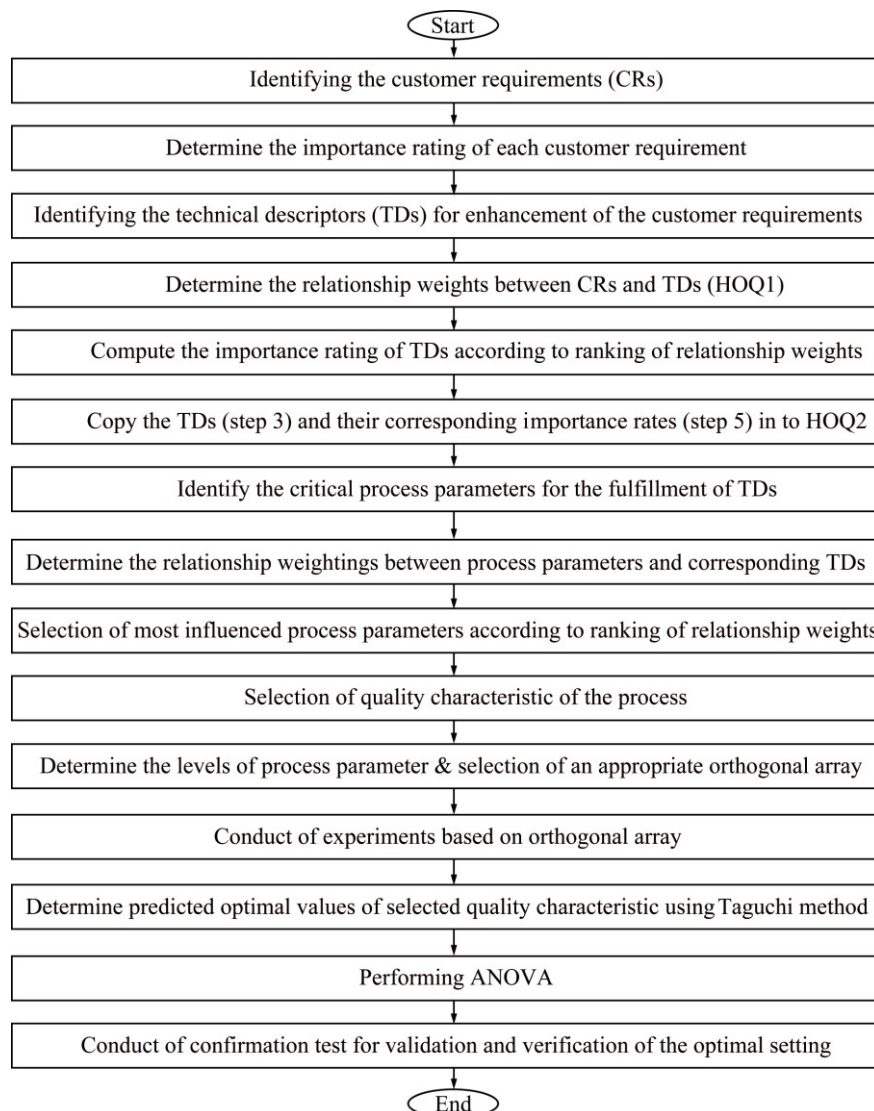 Start
Identifying the customer requirements (CRs)
Determine the importance rating of each customer requirement
Identifying the technical descriptors (TDs) for enhancement of the customer requirements
Determine the relationship weights between CRs and TDs (HOQ1)
Compute the importance rating of TDs according to ranking of relationship weights
Copy the TDs (step 3) and their corresponding importance rates (step 5) in to HOQ2
Identify the critical process parameters for the fulfillment of TDs
Determine the relationship weightings between process parameters and corresponding TDs
Selection of most influenced process parameters according to ranking of relationship weights
Selection of quality characteristic of the process
Determine the levels of process parameter & selection of an appropriate orthogonal array
Conduct of experiments based on orthogonal array
Determine predicted optimal values of selected quality characteristic using Taguchi method
Performing ANOVA
Conduct of confirmation test for validation and verification of the optimal setting
End